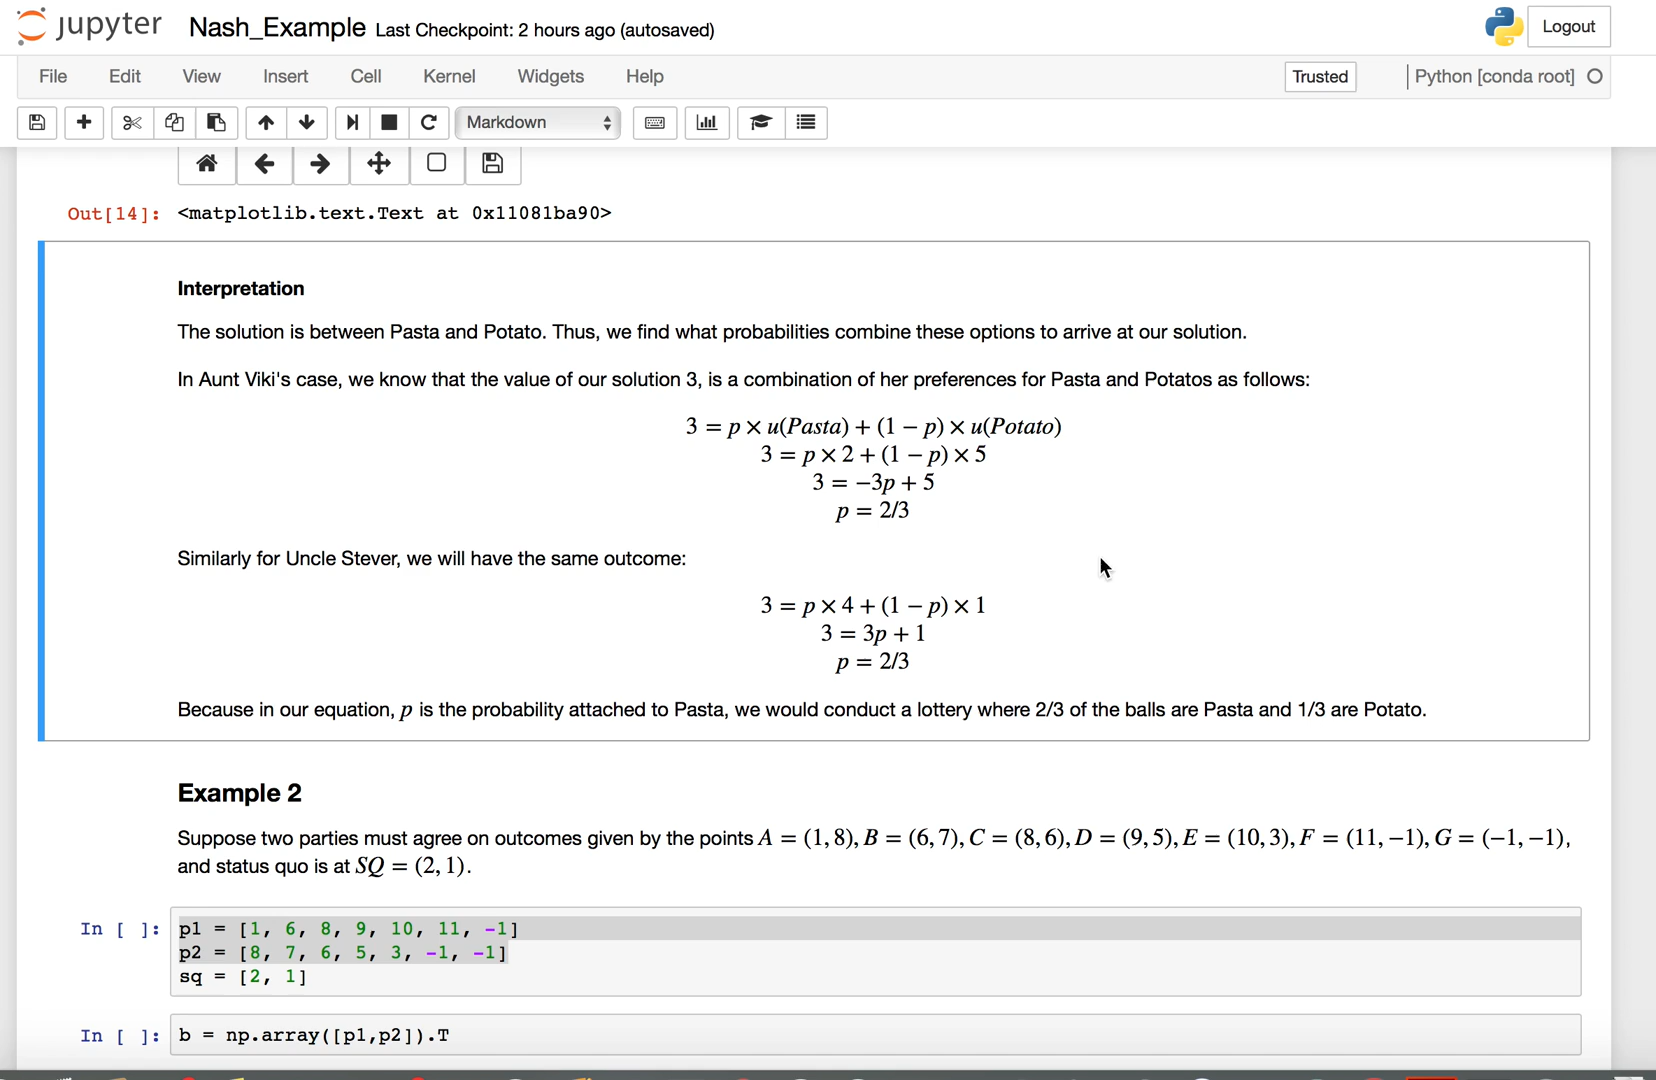 jupyter Nash_Example Last Checkpoint: 2 hours ago (autosaved) Logout
File Edit View Insert Cell Kernel Widgets Help Trusted Python [conda root]
Markdown
Out[14]: <matplotlib.text.Text at 0x11081ba90>
Interpretation
The solution is between Pasta and Potato. Thus, we find what probabilities combine these options to arrive at our solution.
In Aunt Viki's case, we know that the value of our solution 3, is a combination of her preferences for Pasta and Potatos as follows:
3 = p × u(Pasta) + (1 − p) × u(Potato)
3 = p × 2 + (1 − p) × 5
3 = −3p + 5
p = 2/3
Similarly for Uncle Stever, we will have the same outcome:
3 = p × 4 + (1 − p) × 1
3 = 3p + 1
p = 2/3
Because in our equation, p is the probability attached to Pasta, we would conduct a lottery where 2/3 of the balls are Pasta and 1/3 are Potato.
Example 2
Suppose two parties must agree on outcomes given by the points A = (1, 8), B = (6, 7), C = (8, 6), D = (9, 5), E = (10, 3), F = (11, −1), G = (−1, −1),
and status quo is at SQ = (2, 1).
In [ ]: p1 = [1, 6, 8, 9, 10, 11, -1]
p2 = [8, 7, 6, 5, 3, -1, -1]
sq = [2, 1]
In [ ]: b = np.array([p1,p2]).T